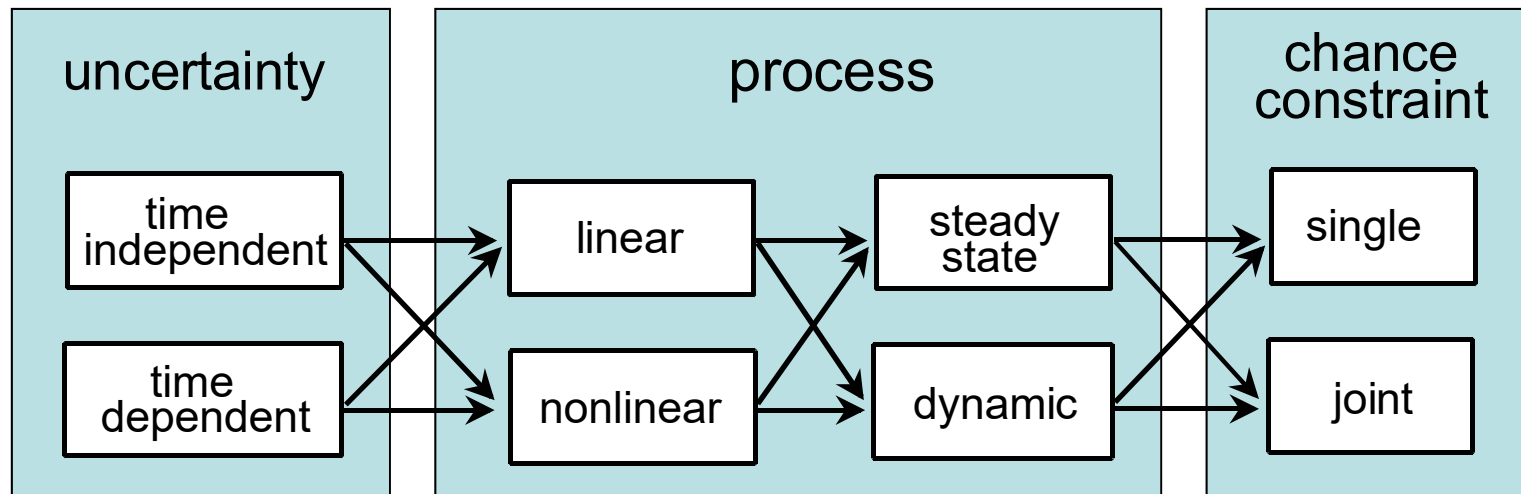 uncertainty
time
independent
time
dependent
process
linear
nonlinear
steady
state
dynamic
chance
constraint
single
joint